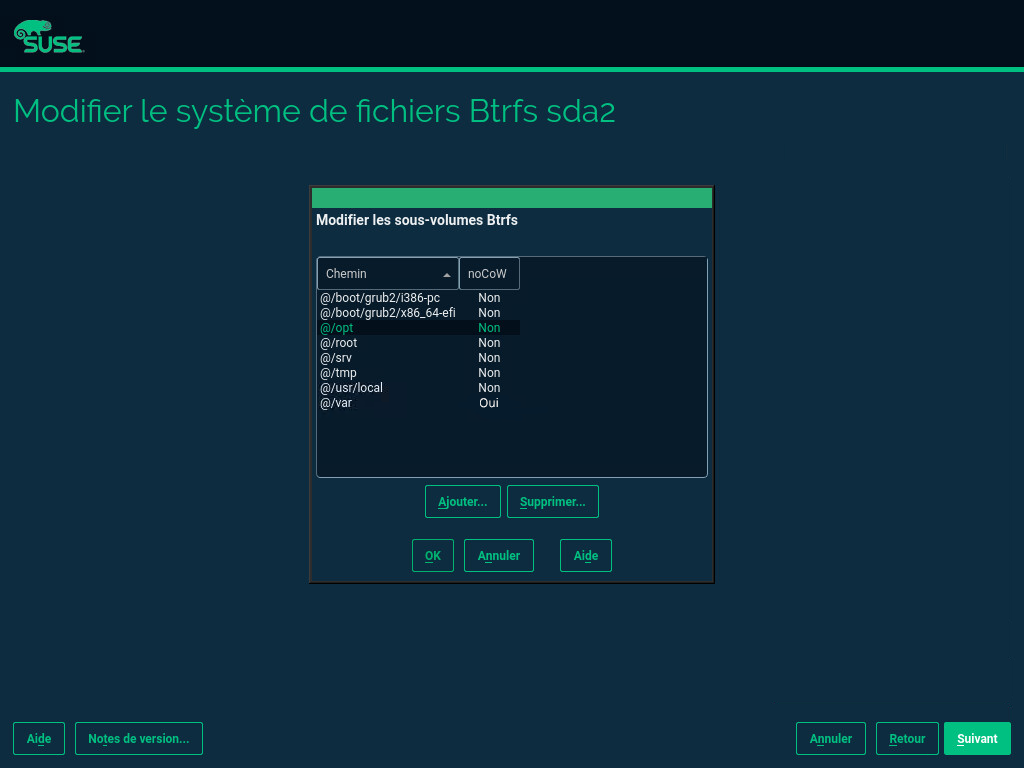 SUSE
Modifier le système de fichiers Btrfs sda2
Modifier les sous-volumes Btrfs
Chemin noCoW
@/boot/grub2/i386-pc Non
@/boot/grub2/x86_64-efi Non
@/opt Non
@/root Non
@/srv Non
@/tmp Non
@/usr/local Non
@/var Oui
Ajouter... Supprimer...
OK Annuler Aide
Aide Notes de version... Annuler Retour Suivant